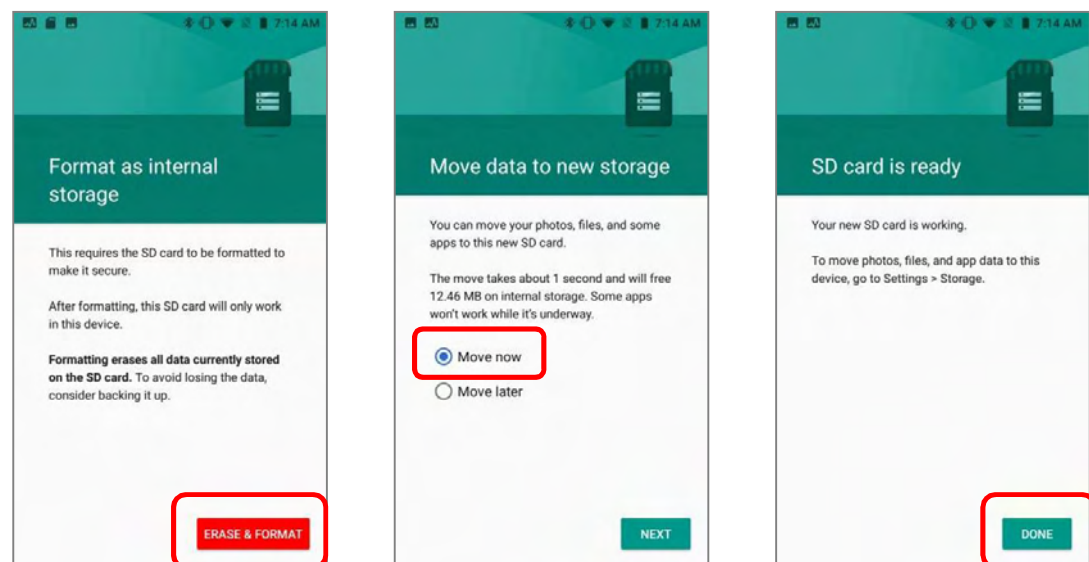 7:14 AM
Format as internal
storage
This requires the SD card to be formatted to
make it secure.
After formatting, this SD card will only work
in this device.
Formatting erases all data currently stored
on the SD card. To avoid losing the data,
consider backing it up.
ERASE & FORMAT
7:14 AM
Move data to new storage
You can move your photos, files, and some
apps to this new SD card.
The move takes about 1 second and will free
12.46 MB on internal storage. Some apps
won't work while it's underway.
Move now
Move later
NEXT
7:14 AM
SD card is ready
Your new SD card is working.
To move photos, files, and app data to this
device, go to Settings > Storage.
DONE